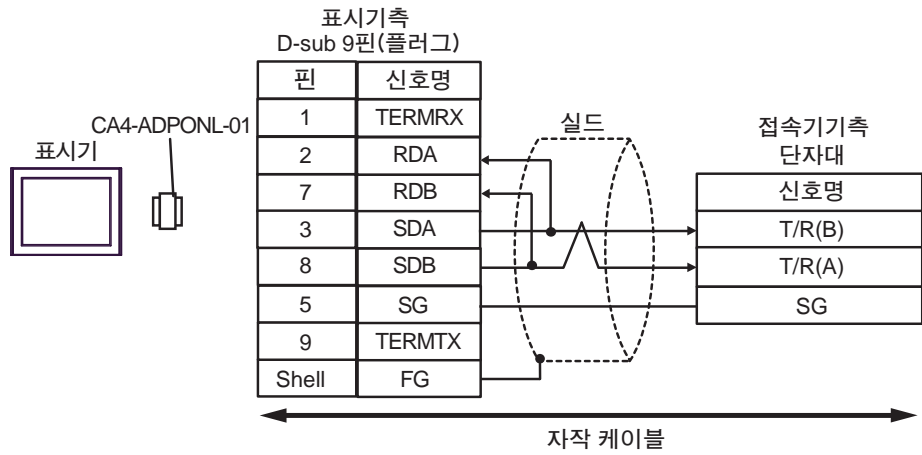 표시기측
D-sub 9핀(플러그)
CA4-ADPONL-01
표시기
핀 신호명
1 TERMRX
2 RDA
7 RDB
3 SDA
8 SDB
5 SG
9 TERMTX
Shell FG
실드
접속기기측
단자대
신호명
T/R(B)
T/R(A)
SG
자작 케이블